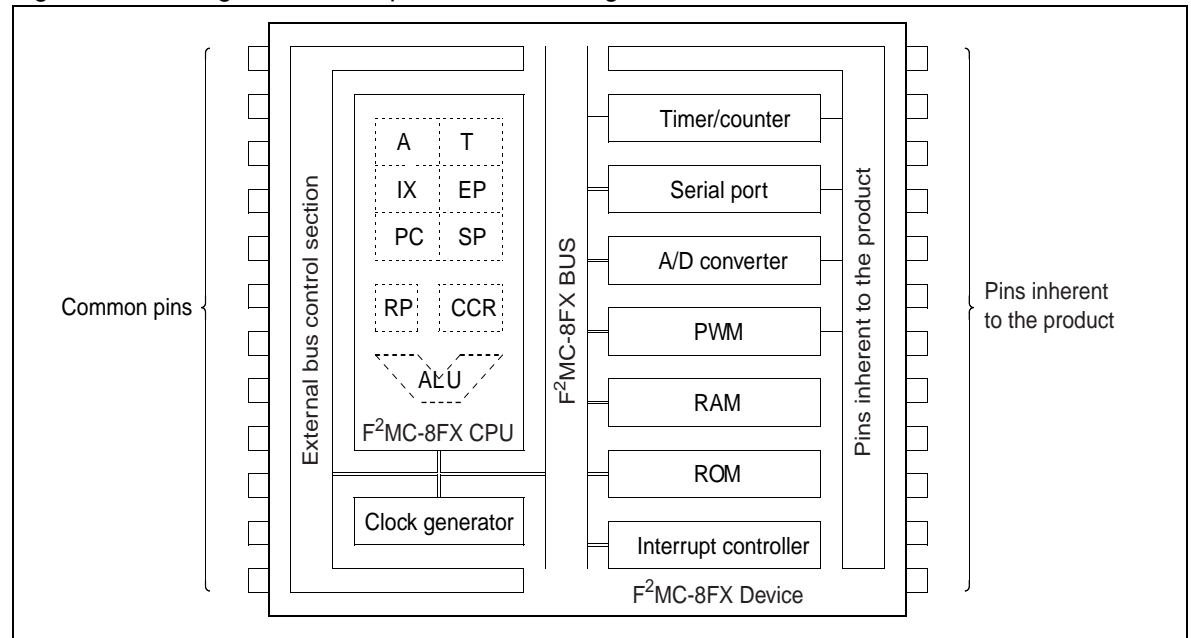 Common pins
External bus control section
A T
IX EP
PC SP
RP CCR
ALU
F²MC-8FX CPU
Clock generator
F²MC-8FX BUS
Timer/counter
Serial port
A/D converter
PWM
RAM
ROM
Interrupt controller
F²MC-8FX Device
Pins inherent to the product
Pins inherent
to the product